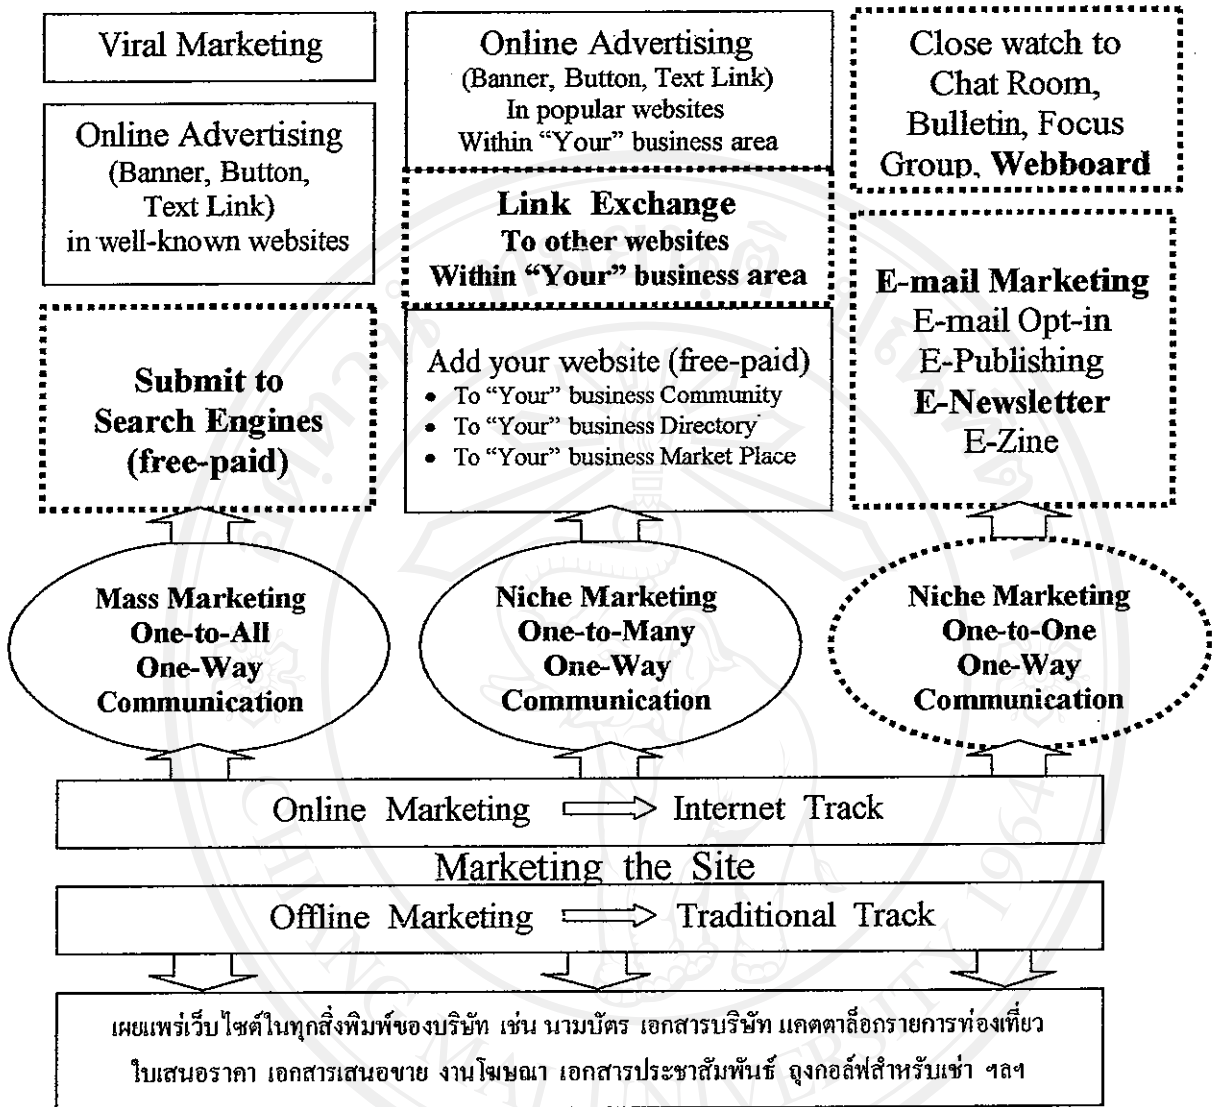 Viral Marketing
Online Advertising
(Banner, Button,
Text Link)
in well-known websites
Submit to
Search Engines
(free-paid)
Online Advertising
(Banner, Button, Text Link)
In popular websites
Within “Your” business area
Link Exchange
To other websites
Within “Your” business area
Add your website (free-paid)
• To “Your” business Community
• To “Your” business Directory
• To “Your” business Market Place
Close watch to
Chat Room,
Bulletin, Focus
Group, Webboard
E-mail Marketing
E-mail Opt-in
E-Publishing
E-Newsletter
E-Zine
Mass Marketing
One-to-All
One-Way
Communication
Niche Marketing
One-to-Many
One-Way
Communication
Niche Marketing
One-to-One
One-Way
Communication
Online Marketing Internet Track
Marketing the Site
Offline Marketing Traditional Track
เผยแพร่เว็บไซต์ในทุกสิ่งพิมพ์ของบริษัท เช่น นามบัตร เอกสารบริษัท แคตตาล็อกรายการท่องเที่ยว
ใบเสนอราคา เอกสารเสนอขาย งานโฆษณา เอกสารประชาสัมพันธ์ ถุงกอล์ฟสำหรับเช่า ฯลฯ
CHIANG MAI UNIVERSITY 1964